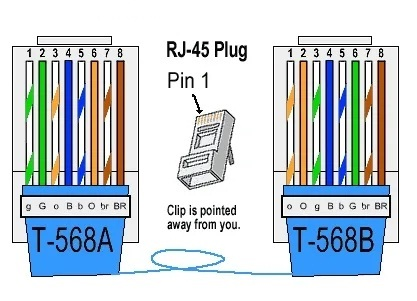 1 2 3 4 5 6 7 8
RJ-45 Plug
Pin 1
1 2 3 4 5 6 7 8
Clip is pointed
away from you.
g G o B b O br BR
o O g B b G br BR
T-568A
T-568B